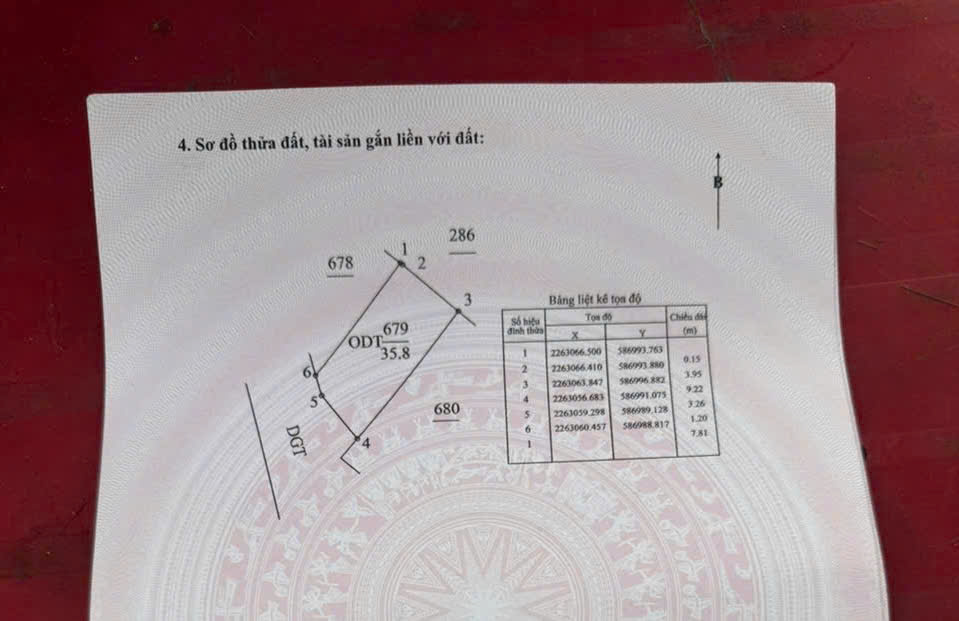 4. Sơ đồ thửa đất, tài sản gắn liền với đất:
B
286
1
678
2
3
679
ODT
35.8
6
5
680
DGT
4
Bảng liệt kê tọa độ
Số hiệu đỉnh thửa Tọa độ Chiều dài (m)
X Y
1 2263066.500 586993.763
0.15
2 2263066.410 586993.880
3.95
3 2263063.847 586996.882
9.22
4 2263056.683 586991.075
3.26
5 2263059.298 586989.128
1.20
6 2263060.457 586988.817
7.81
1